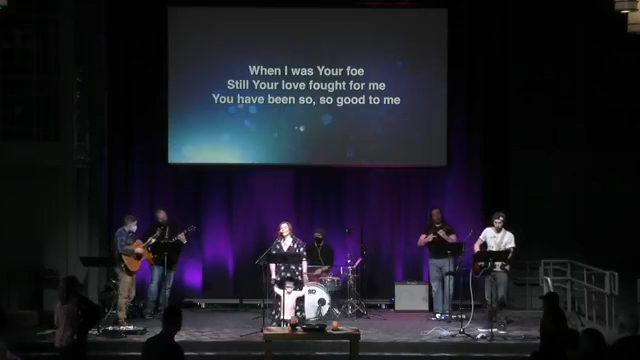 When I was Your foe
Still Your love fought for me
You have been so, so good to me